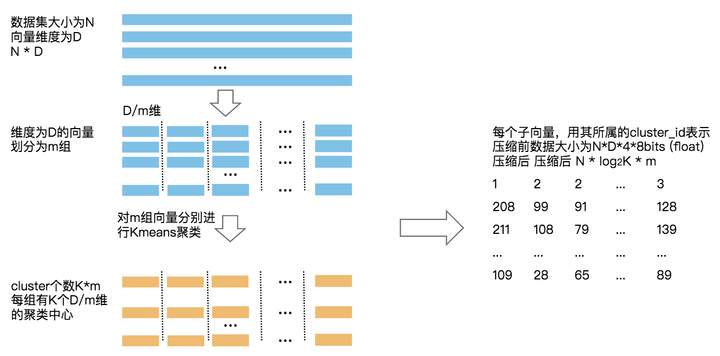 数据集大小为N
向量维度为D
N * D
...
D/m维
维度为D的向量
划分为m组
...
...
...
...
...
对m组向量分别进
行Kmeans聚类
cluster个数K*m
每组有K个D/m维
的聚类中心
...
...
...
...
每个子向量，用其所属的cluster_id表示
压缩前数据大小为N*D*4*8bits (float)
压缩后 压缩后 N * log2K * m
1 2 2 ... 3
208 99 91 ... 128
211 108 79 ... 139
... ... ... ...
109 28 65 ... 89